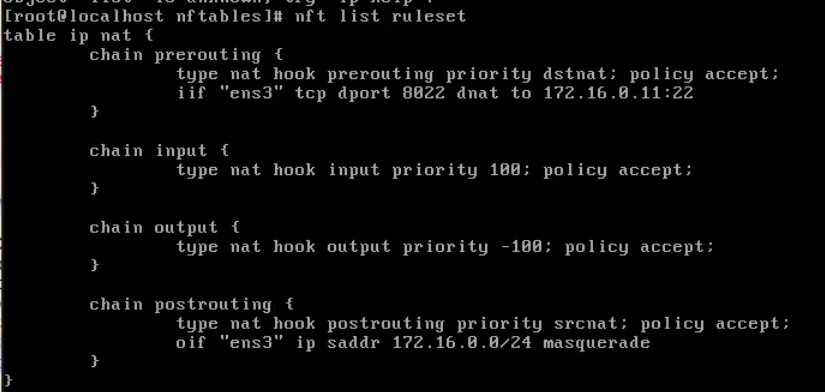 [root@localhost nftables]# nft list ruleset
table ip nat {
        chain prerouting {
                type nat hook prerouting priority dstnat; policy accept;
                iif "ens3" tcp dport 8022 dnat to 172.16.0.11:22
        }

        chain input {
                type nat hook input priority 100; policy accept;
        }

        chain output {
                type nat hook output priority -100; policy accept;
        }

        chain postrouting {
                type nat hook postrouting priority srcnat; policy accept;
                oif "ens3" ip saddr 172.16.0.0/24 masquerade
        }
}